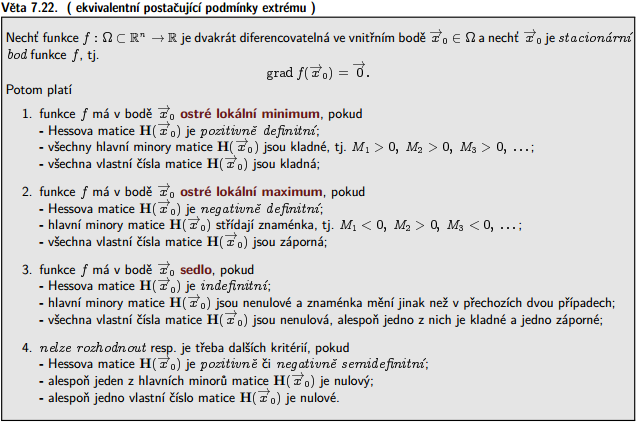 Věta 7.22. ( ekvivalentní postačující podmínky extrému )
Nechť funkce f : Ω ⊂ ℝⁿ → ℝ je dvakrát diferencovatelná ve vnitřním bodě x⃗₀ ∈ Ω a nechť x⃗₀ je stacionární
bod funkce f, tj.
grad f(x⃗₀) = 0⃗.
Potom platí
1. funkce f má v bodě x⃗₀ ostré lokální minimum, pokud
- Hessova matice H(x⃗₀) je pozitivně definitní;
- všechny hlavní minory matice H(x⃗₀) jsou kladné, tj. M₁ > 0, M₂ > 0, M₃ > 0, ...;
- všechna vlastní čísla matice H(x⃗₀) jsou kladná;
2. funkce f má v bodě x⃗₀ ostré lokální maximum, pokud
- Hessova matice H(x⃗₀) je negativně definitní;
- hlavní minory matice H(x⃗₀) střídají znaménka, tj. M₁ < 0, M₂ > 0, M₃ < 0, ...;
- všechna vlastní čísla matice H(x⃗₀) jsou záporná;
3. funkce f má v bodě x⃗₀ sedlo, pokud
- Hessova matice H(x⃗₀) je indefinitní;
- hlavní minory matice H(x⃗₀) jsou nenulové a znaménka mění jinak než v přechozích dvou případech;
- všechna vlastní čísla matice H(x⃗₀) jsou nenulová, alespoň jedno z nich je kladné a jedno záporné;
4. nelze rozhodnout resp. je třeba dalších kritérií, pokud
- Hessova matice H(x⃗₀) je pozitivně či negativně semidefinitní;
- alespoň jeden z hlavních minorů matice H(x⃗₀) je nulový;
- alespoň jedno vlastní číslo matice H(x⃗₀) je nulové.